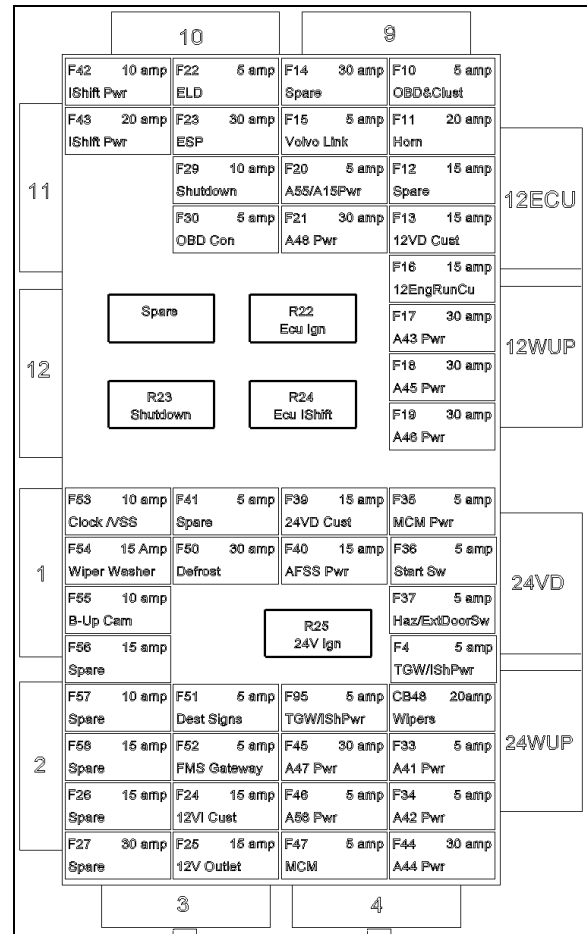 10 9
F42 10 amp F22 5 amp F14 30 amp F10 5 amp
IShift Pwr ELD Spare OBD&Clust
F43 20 amp F23 30 amp F15 5 amp F11 20 amp
IShift Pwr ESP Volvo Link Horn
F29 10 amp F20 5 amp F12 15 amp
Shutdown A55/A15Pwr Spare
11 12ECU
F30 5 amp F21 30 amp F13 15 amp
OBD Con A48 Pwr 12VD Cust
F16 15 amp
12EngRunCu
Spare R22
Ecu Ign
F17 30 amp
A43 Pwr
12 12WUP
F18 30 amp
A45 Pwr
R23 R24
Shutdown Ecu IShift
F19 30 amp
A46 Pwr
F53 10 amp F41 5 amp F39 15 amp F35 5 amp
Clock /VSS Spare 24VD Cust MCM Pwr
F54 15 Amp F50 30 amp F40 15 amp F36 5 amp
Wiper Washer Defrost AFSS Pwr Start Sw
1 24VD
F55 10 amp F37 5 amp
B-Up Cam Haz/ExtDoorSw
R25
24V Ign
F56 15 amp F4 5 amp
Spare TGW/IShPwr
F57 10 amp F51 5 amp F95 5 amp CB48 20amp
Spare Dest Signs TGW/IShPwr Wipers
F58 15 amp F52 5 amp F45 30 amp F33 5 amp
Spare FMS Gateway A47 Pwr A41 Pwr
2 24WUP
F26 15 amp F24 15 amp F46 5 amp F34 5 amp
Spare 12VI Cust A56 Pwr A42 Pwr
F27 30 amp F25 15 amp F47 5 amp F44 30 amp
Spare 12V Outlet MCM A44 Pwr
3 4